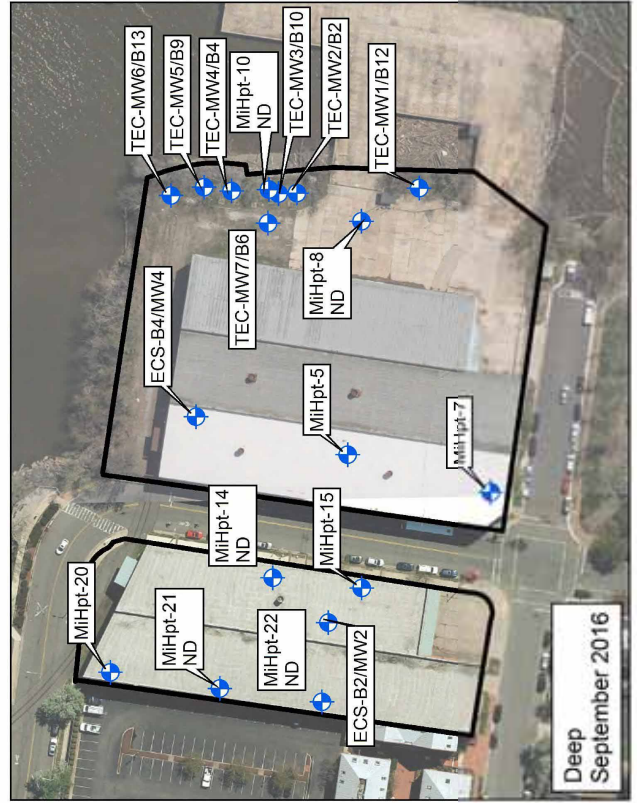 TEC-MW6/B13
TEC-MW5/B9
TEC-MW4/B4
MiHpt-10
ND
TEC-MW3/B10
TEC-MW2/B2
TEC-MW1/B12
TEC-MW7/B6
MiHpt-8
ND
ECS-B4/MW4
MiHpt-5
MiHpt-7
MiHpt-14
ND
MiHpt-15
MiHpt-20
MiHpt-21
ND
MiHpt-22
ND
ECS-B2/MW2
Deep
September 2016